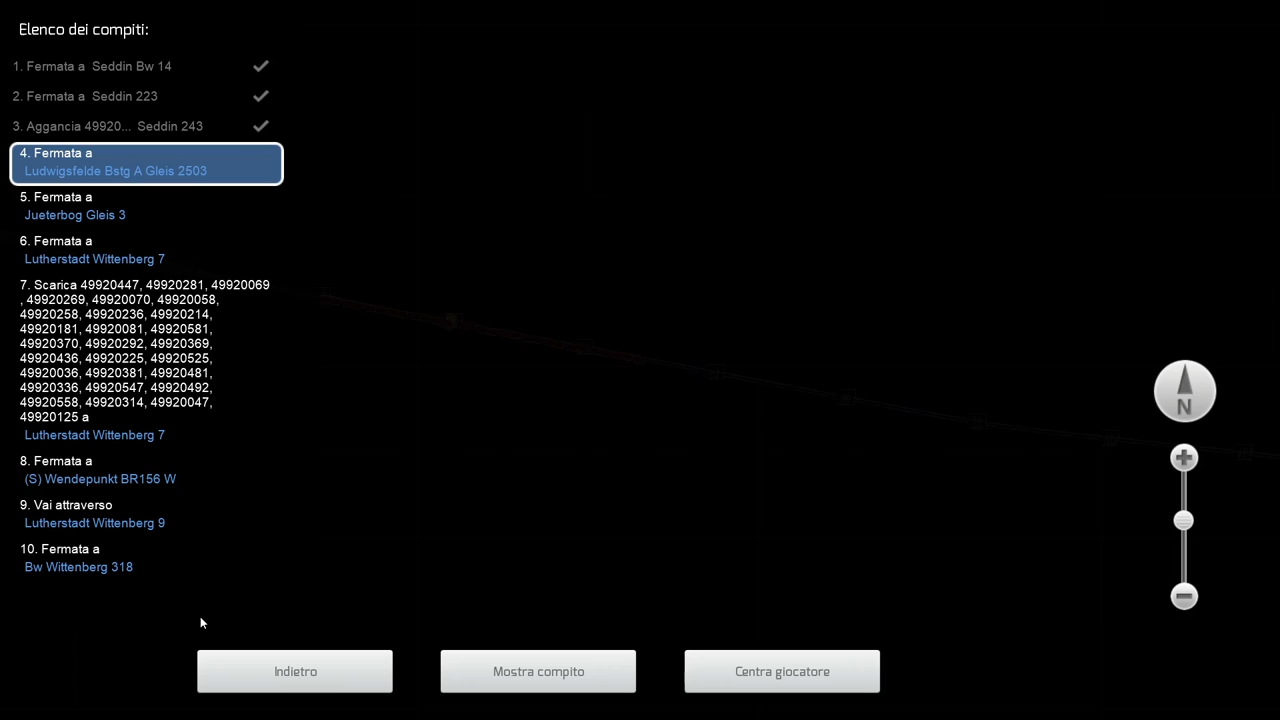 Elenco dei compiti:
1. Fermata a  Seddin Bw 14
2. Fermata a  Seddin 223
3. Aggancia 49920...  Seddin 243
4. Fermata a
Ludwigsfelde Bstg A Gleis 2503
5. Fermata a
Jueterbog Gleis 3
6. Fermata a
Lutherstadt Wittenberg 7
7. Scarica 49920447, 49920281, 49920069
, 49920269, 49920070, 49920058,
49920258, 49920236, 49920214,
49920181, 49920081, 49920581,
49920370, 49920292, 49920369,
49920436, 49920225, 49920525,
49920036, 49920381, 49920481,
49920336, 49920547, 49920492,
49920558, 49920314, 49920047,
49920125 a
Lutherstadt Wittenberg 7
8. Fermata a
(S) Wendepunkt BR156 W
9. Vai attraverso
Lutherstadt Wittenberg 9
10. Fermata a
Bw Wittenberg 318
N
Indietro
Mostra compito
Centra giocatore